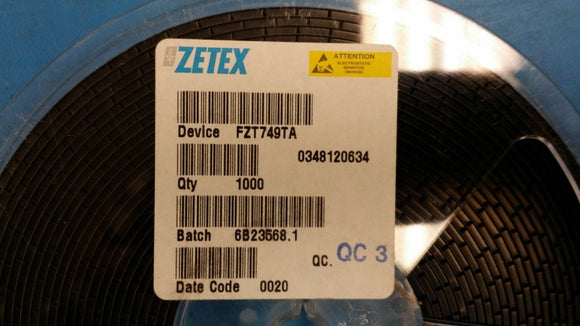 ZETEX
ATTENTION
ELECTROSTATIC
SENSITIVE
DEVICES
Device FZT749TA
0348120634
Qty 1000
Batch 6B23568.1
QC. QC 3
Date Code 0020